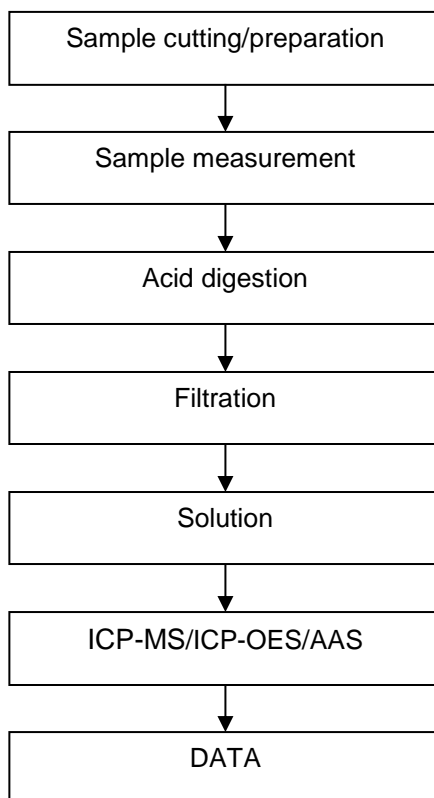 Sample cutting/preparation
Sample measurement
Acid digestion
Filtration
Solution
ICP-MS/ICP-OES/AAS
DATA